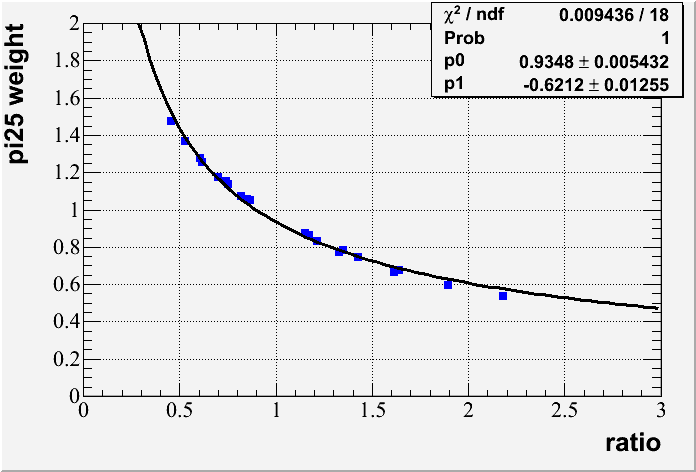 χ² / ndf 0.009436 / 18
Prob 1
p0 0.9348 ± 0.005432
p1 -0.6212 ± 0.01255
pi25 weight
2
1.8
1.6
1.4
1.2
1
0.8
0.6
0.4
0.2
0
0 0.5 1 1.5 2 2.5 3
ratio